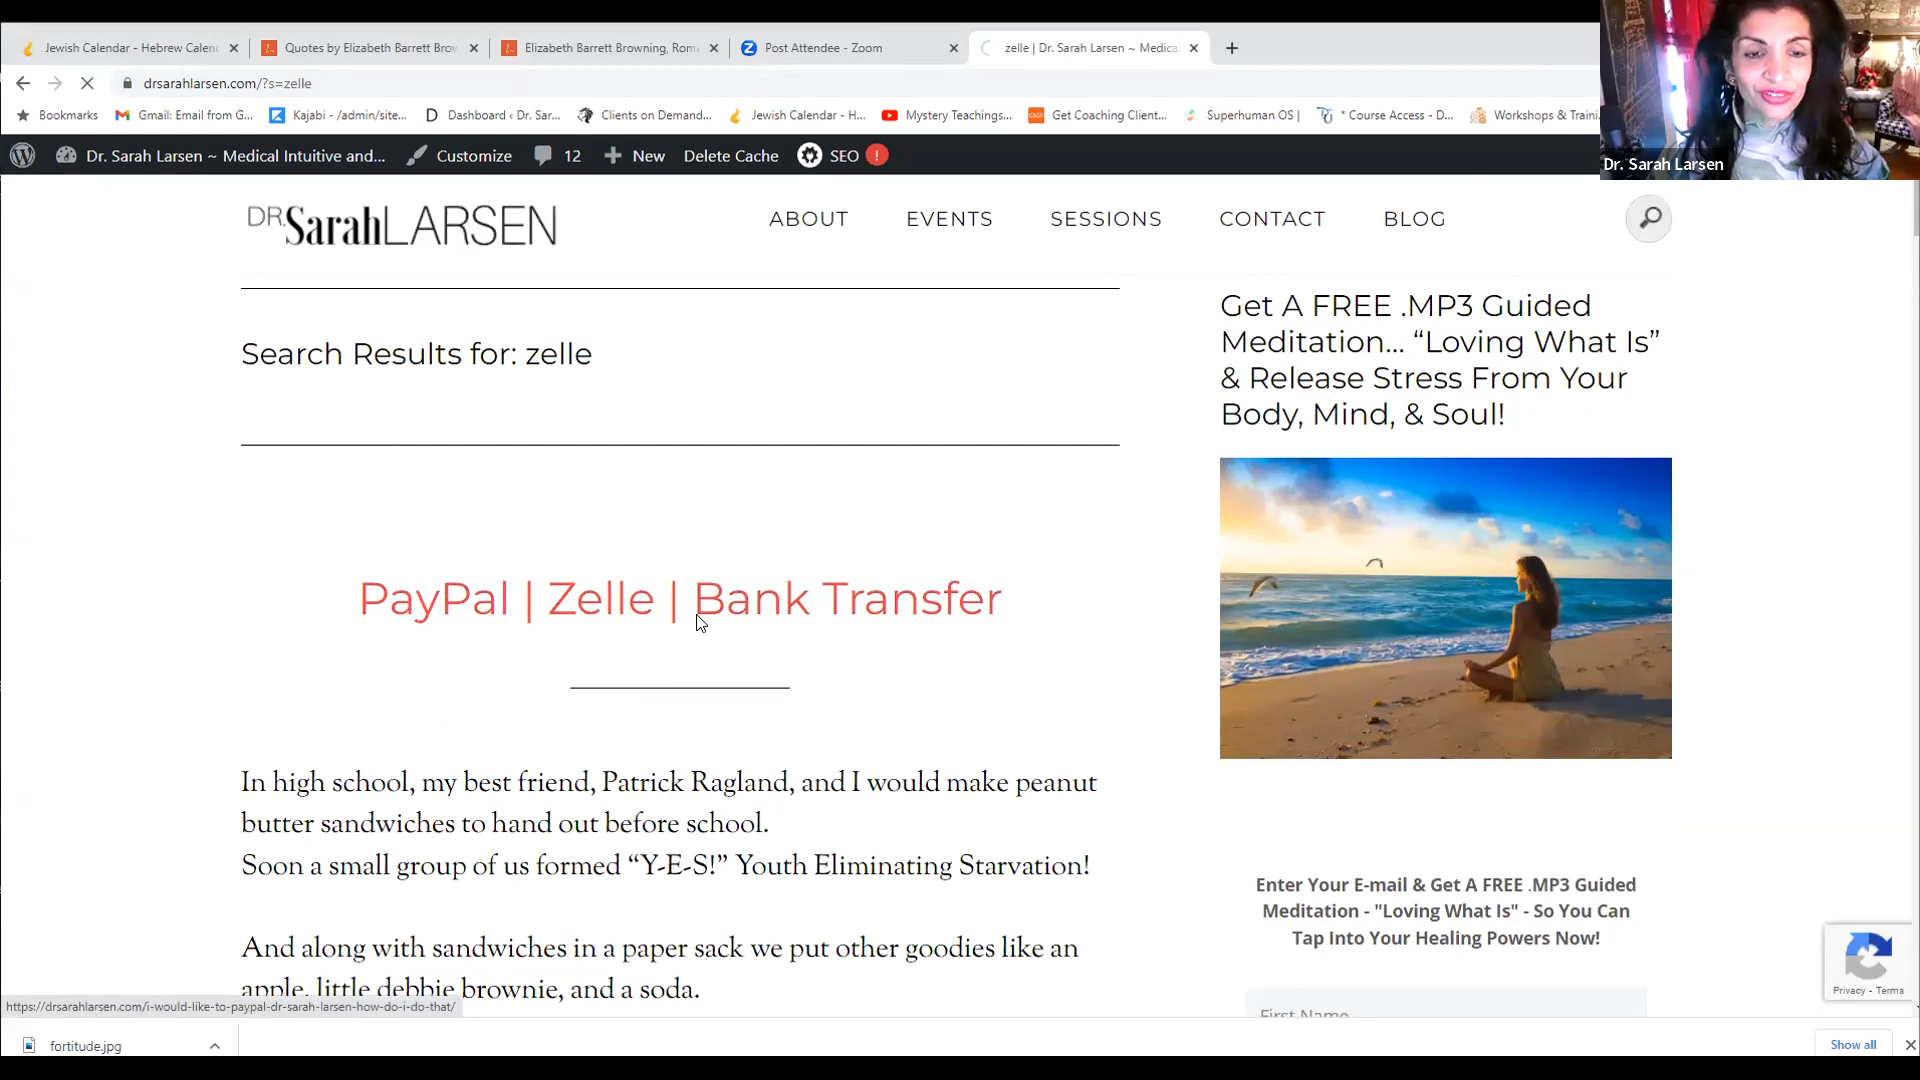 Jewish Calendar - Hebrew Calen
Quotes by Elizabeth Barrett Brow
Elizabeth Barrett Browning, Rom
Post Attendee - Zoom
zelle | Dr. Sarah Larsen ~ Medica
drsarahlarsen.com/?s=zelle
Bookmarks
Gmail: Email from G...
Kajabi - /admin/site...
Dashboard ‹ Dr. Sar...
Clients on Demand...
Jewish Calendar - H...
Mystery Teachings...
Get Coaching Client...
Superhuman OS |
* Course Access - D...
Workshops & Traini
Dr. Sarah Larsen
Dr. Sarah Larsen ~ Medical Intuitive and...
Customize
12
New
Delete Cache
SEO
!
DR. Sarah LARSEN
ABOUT
EVENTS
SESSIONS
CONTACT
BLOG
Search Results for: zelle
PayPal | Zelle | Bank Transfer
In high school, my best friend, Patrick Ragland, and I would make peanut
butter sandwiches to hand out before school.
Soon a small group of us formed “Y-E-S!” Youth Eliminating Starvation!
And along with sandwiches in a paper sack we put other goodies like an
apple, little debbie brownie, and a soda.
Get A FREE .MP3 Guided
Meditation... “Loving What Is”
& Release Stress From Your
Body, Mind, & Soul!
Enter Your E-mail & Get A FREE .MP3 Guided
Meditation - "Loving What Is" - So You Can
Tap Into Your Healing Powers Now!
First Name
Privacy - Terms
https://drsarahlarsen.com/i-would-like-to-paypal-dr-sarah-larsen-how-do-i-do-that/
fortitude.jpg
Show all